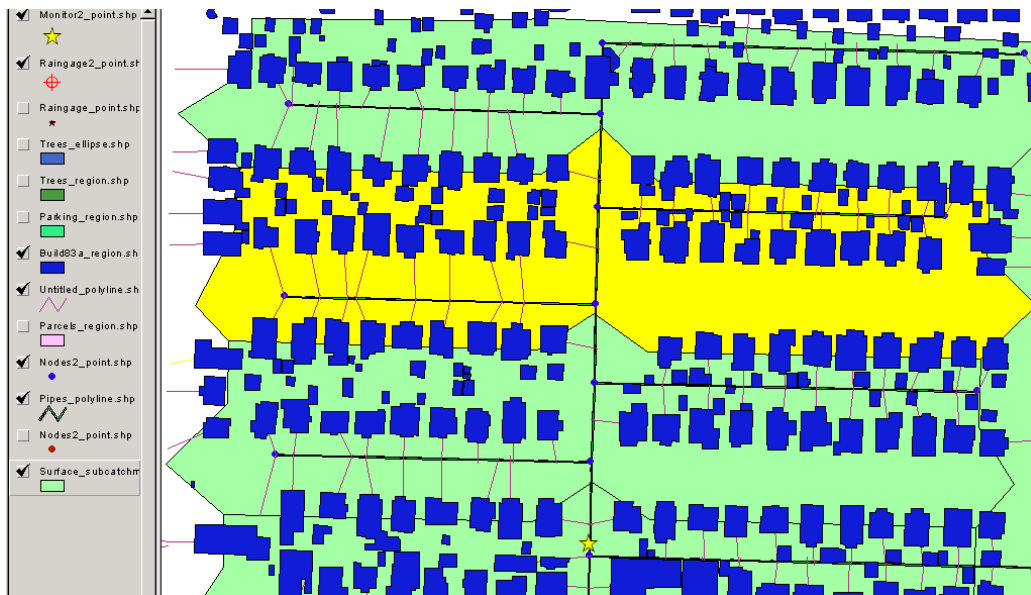 Monitor2_point.shp
Raingage2_point.sh
Raingage_point.shp
Trees_ellipse.shp
Trees_region.shp
Parking_region.shp
Build83a_region.sh
Untitled_polyline.sh
Parcels_region.shp
Nodes2_point.shp
Pipes_polyline.shp
Nodes2_point.shp
Surface_subcatchm